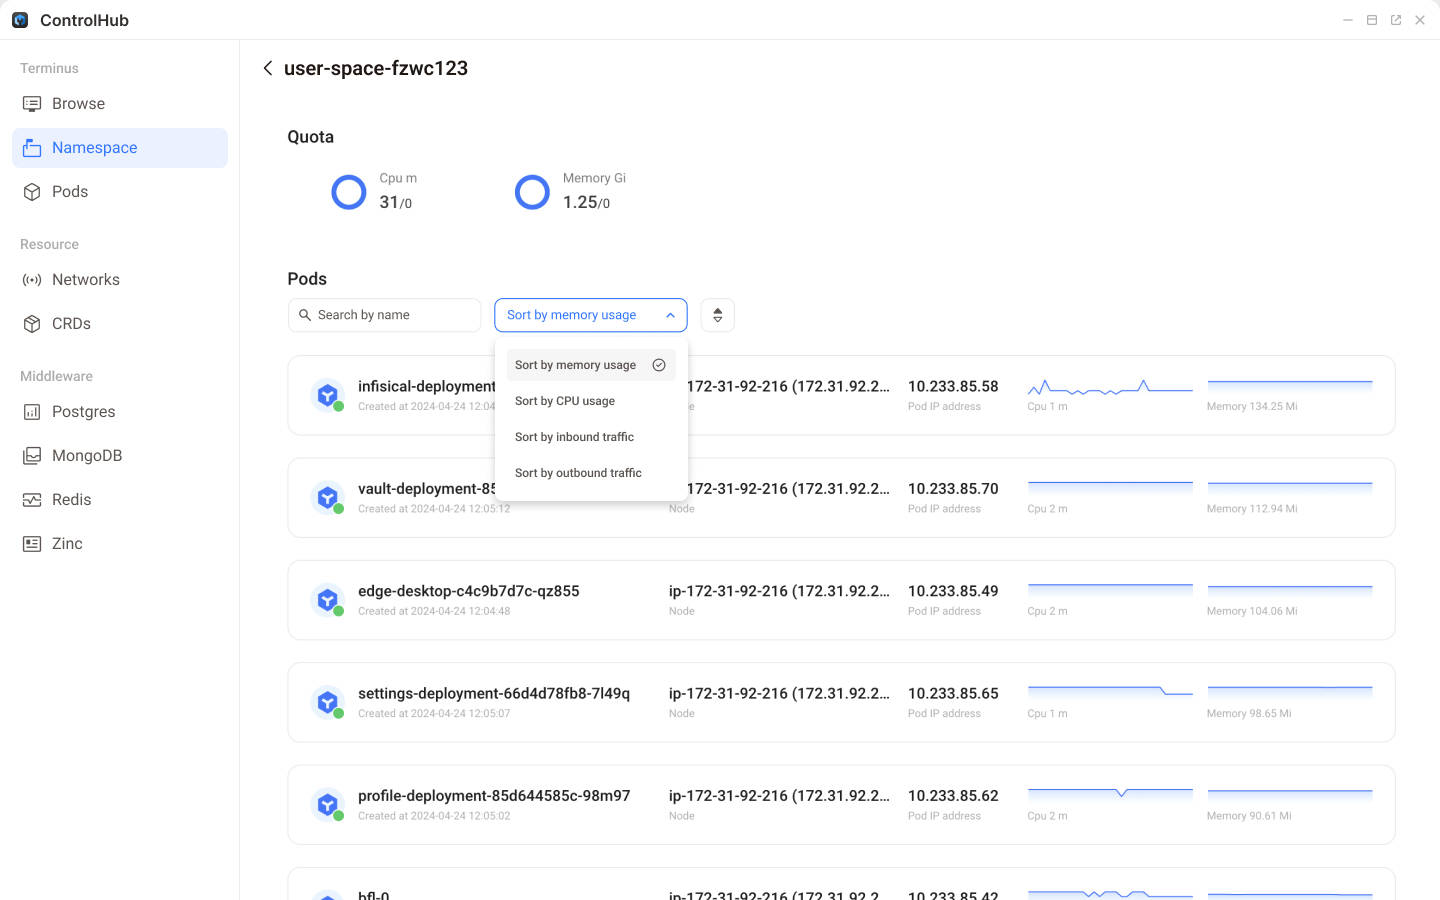 ControlHub
Terminus
Browse
Namespace
Pods
Resource
Networks
CRDs
Middleware
Postgres
MongoDB
Redis
Zinc
user-space-fzwc123
Quota
Cpu m
31/0
Memory Gi
1.25/0
Pods
Search by name
Sort by memory usage
Sort by memory usage
Sort by CPU usage
Sort by inbound traffic
Sort by outbound traffic
infisical-deployment
172-31-92-216 (172.31.92.2...
10.233.85.58
Created at 2024-04-24 12:04
Pod IP address
Cpu 1 m
Memory 134.25 Mi
vault-deployment-85
172-31-92-216 (172.31.92.2...
10.233.85.70
Created at 2024-04-24 12:05:12
Node
Pod IP address
Cpu 2 m
Memory 112.94 Mi
edge-desktop-c4c9b7d7c-qz855
ip-172-31-92-216 (172.31.92.2...
10.233.85.49
Created at 2024-04-24 12:04:48
Node
Pod IP address
Cpu 2 m
Memory 104.06 Mi
settings-deployment-66d4d78fb8-7l49q
ip-172-31-92-216 (172.31.92.2...
10.233.85.65
Created at 2024-04-24 12:05:07
Node
Pod IP address
Cpu 1 m
Memory 98.65 Mi
profile-deployment-85d644585c-98m97
ip-172-31-92-216 (172.31.92.2...
10.233.85.62
Created at 2024-04-24 12:05:02
Node
Pod IP address
Cpu 2 m
Memory 90.61 Mi
bfl-0
ip-172-31-92-216 (172.31.92.2...
10.233.85.42